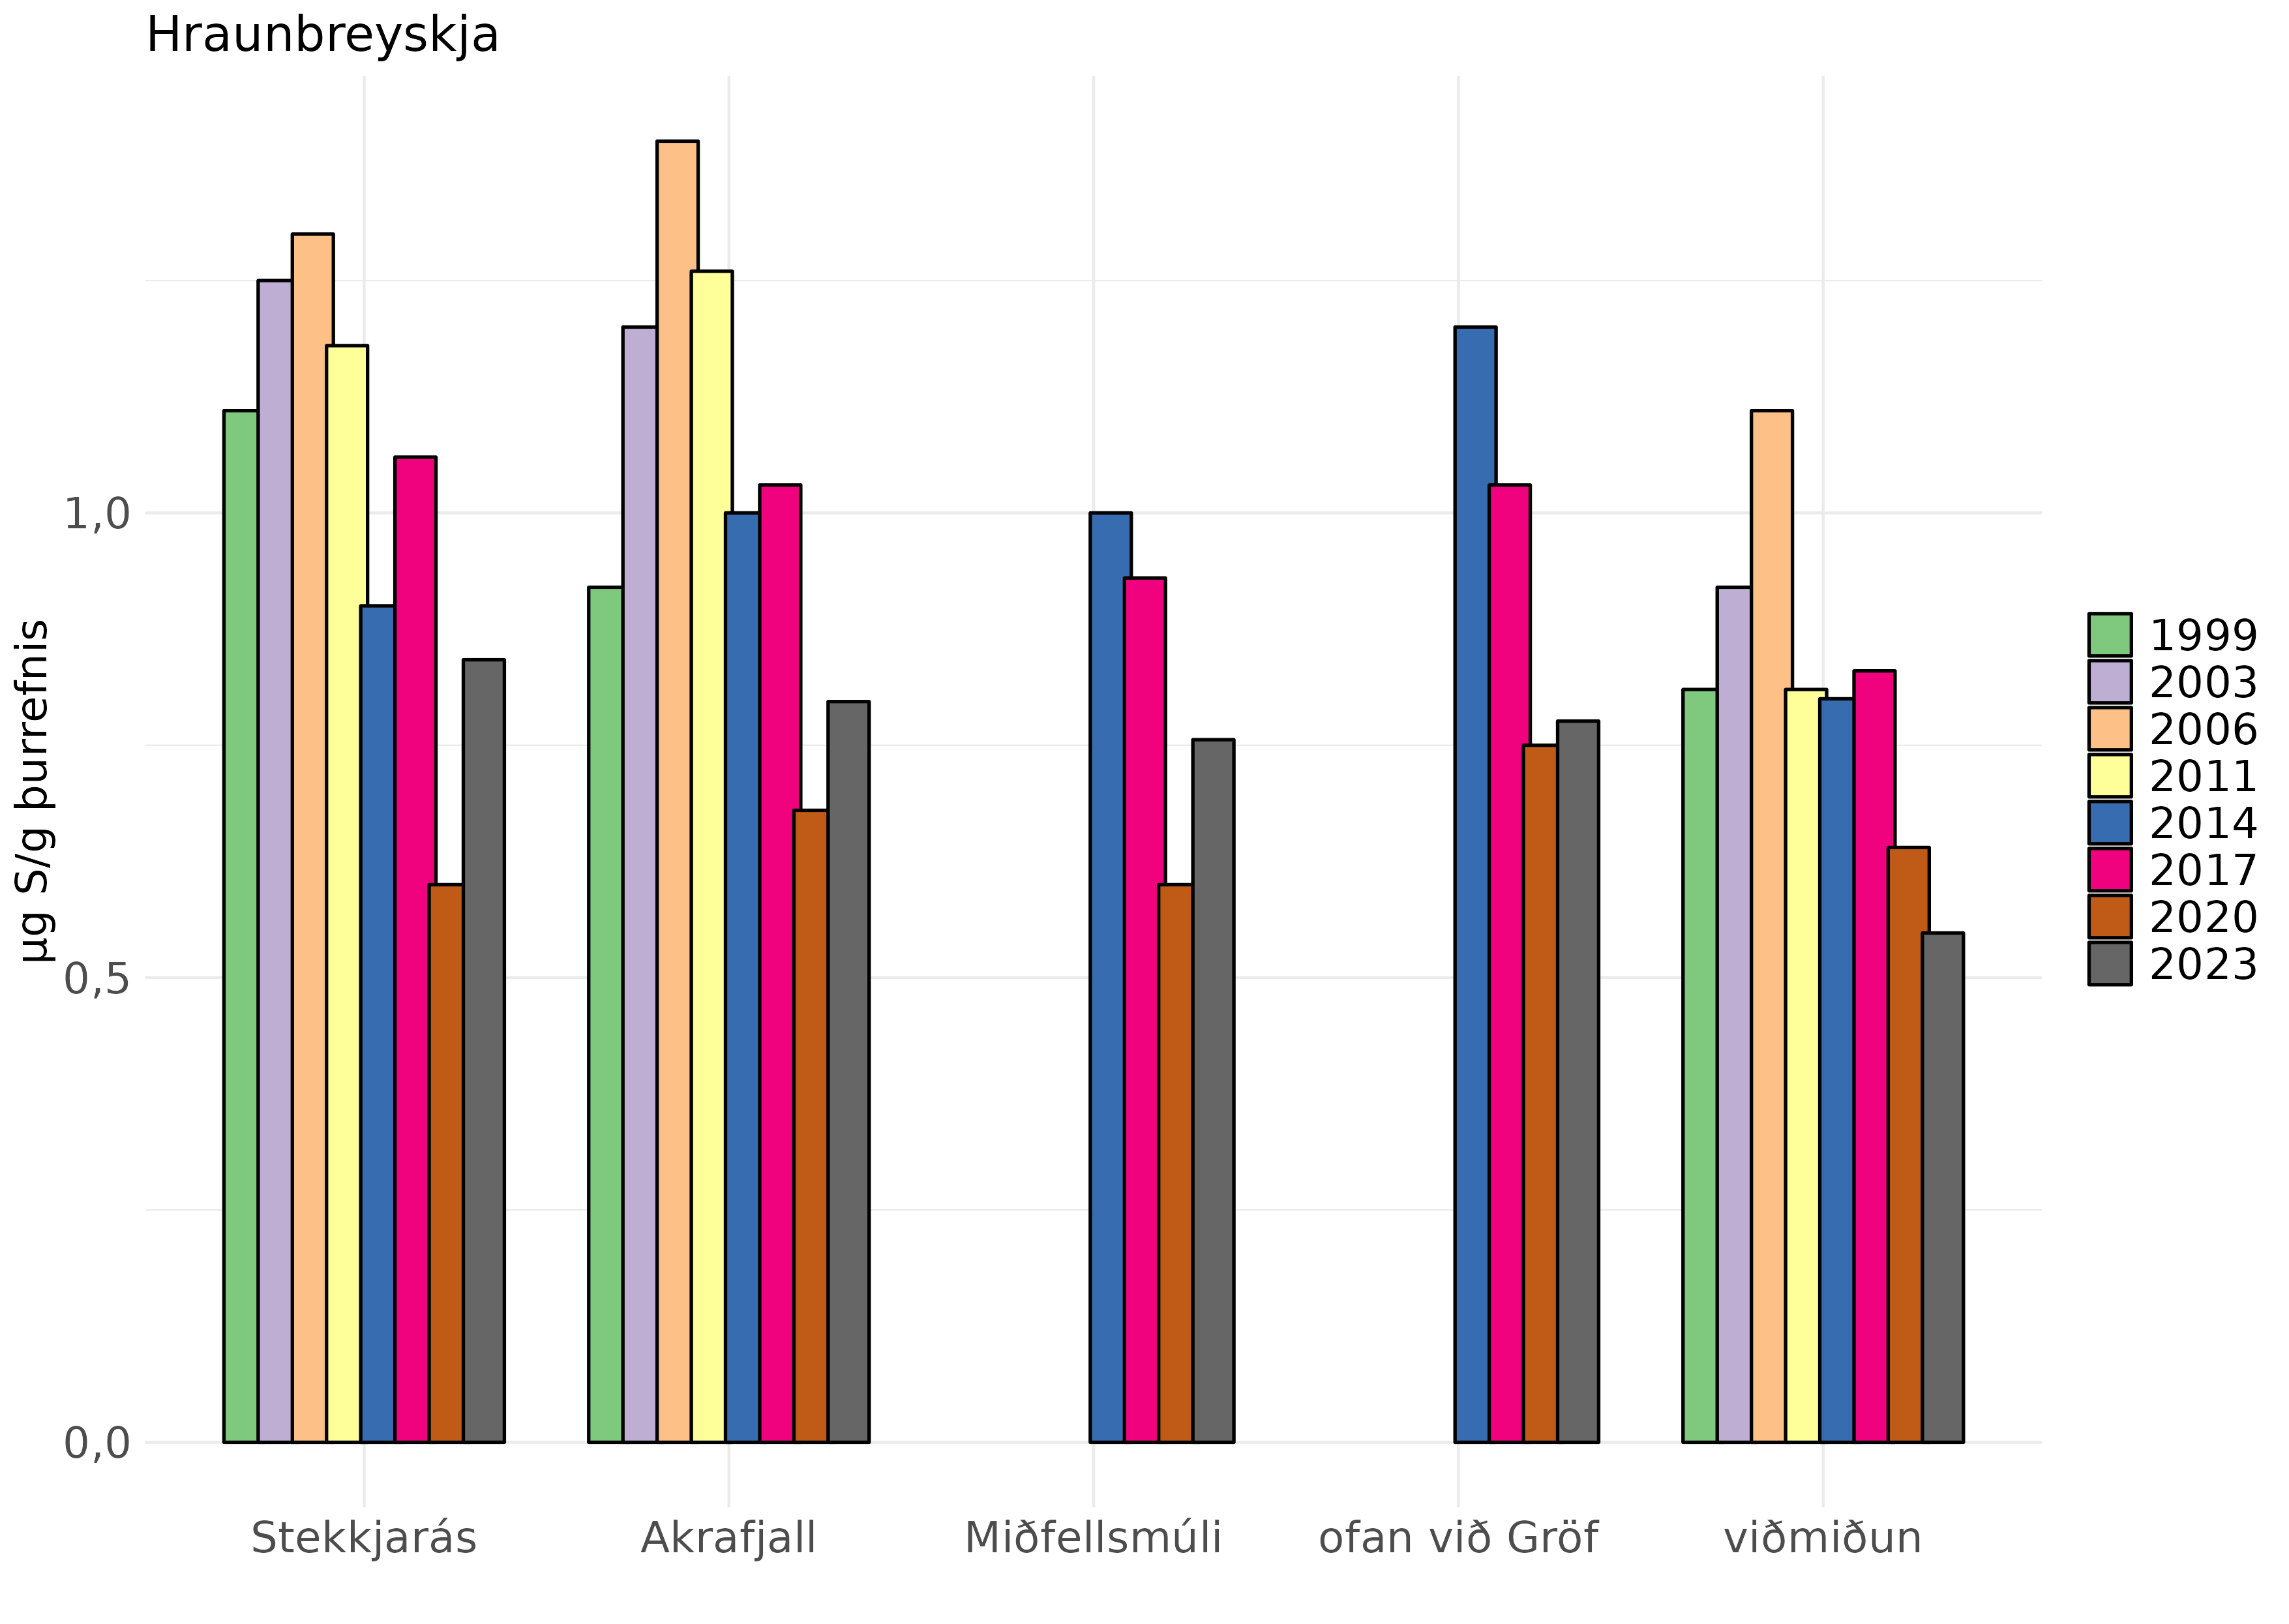 Hraunbreyskja
µg S/g þurrefnis
1,0
0,5
0,0
Stekkjarás
Akrafjall
Miðfellsmúli
ofan við Gröf
viðmiðun
1999
2003
2006
2011
2014
2017
2020
2023